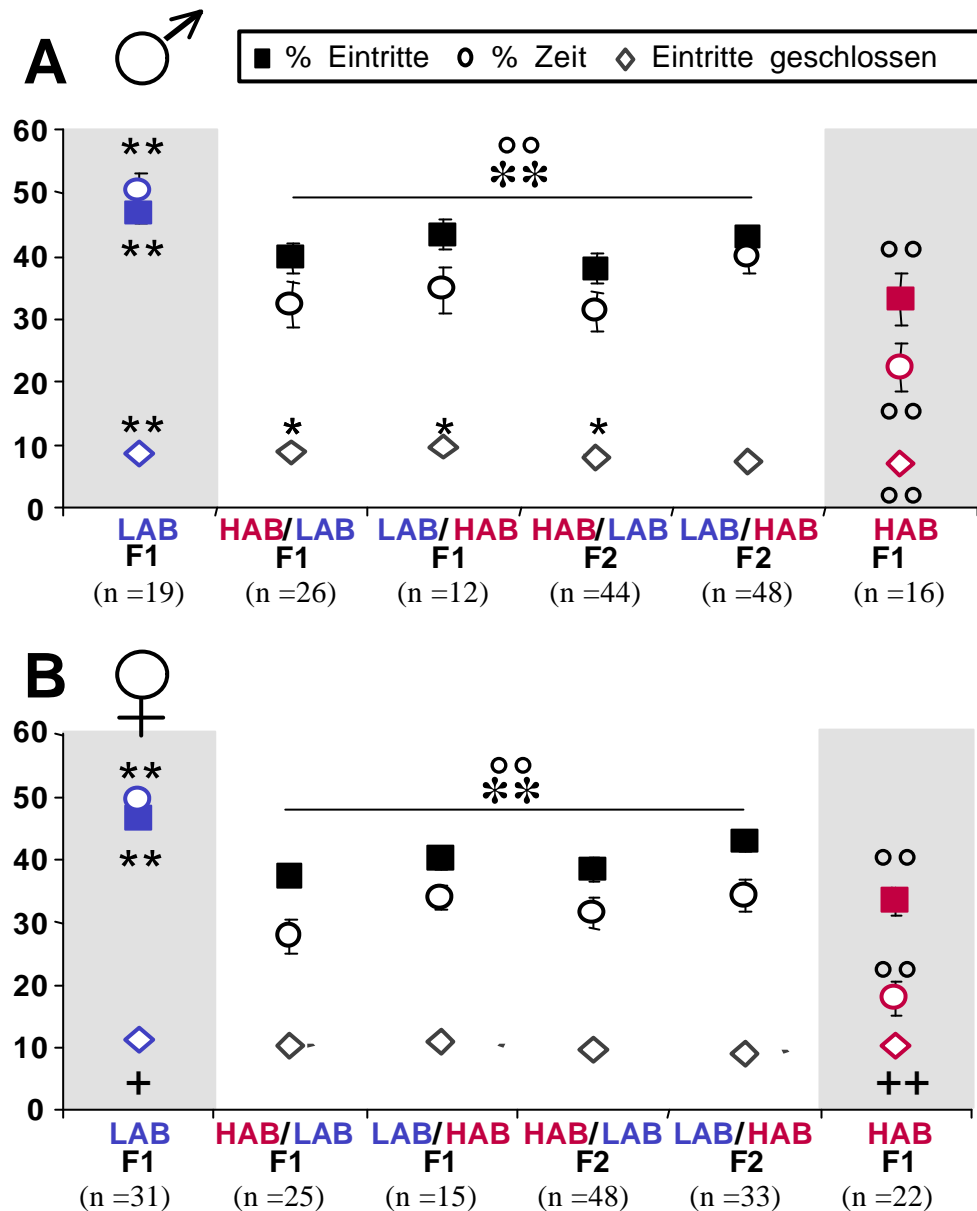 A
■ % Eintritte ○ % Zeit ◇ Eintritte geschlossen
60
50
40
30
20
10
0
** ** **
°°
**
* * *
°° °° °°
LAB HAB/LAB LAB/HAB HAB/LAB LAB/HAB HAB
F1 F1 F1 F2 F2 F1
(n =19) (n =26) (n =12) (n =44) (n =48) (n =16)
B
60
50
40
30
20
10
0
** **
+
°°
**
°° °°
++
LAB HAB/LAB LAB/HAB HAB/LAB LAB/HAB HAB
F1 F1 F1 F2 F2 F1
(n =31) (n =25) (n =15) (n =48) (n =33) (n =22)